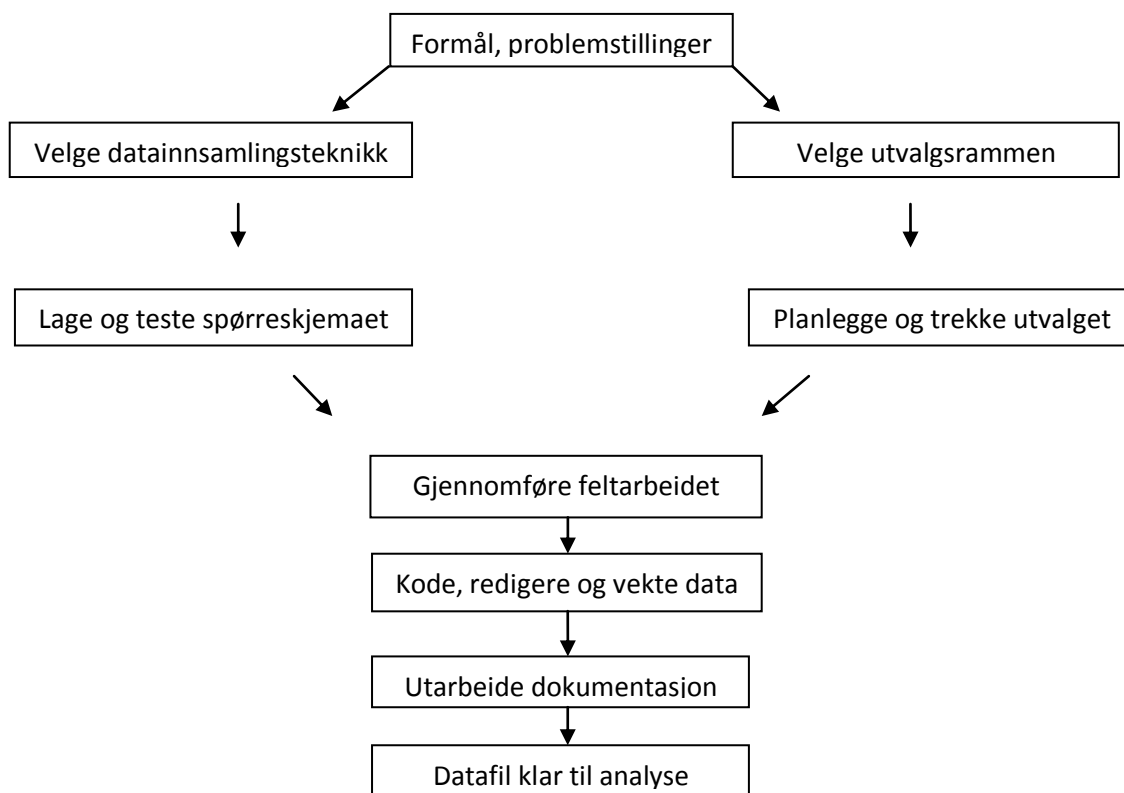 Formål, problemstillinger
Velge datainnsamlingsteknikk
Velge utvalgsrammen
Lage og teste spørreskjemaet
Planlegge og trekke utvalget
Gjennomføre feltarbeidet
Kode, redigere og vekte data
Utarbeide dokumentasjon
Datafil klar til analyse